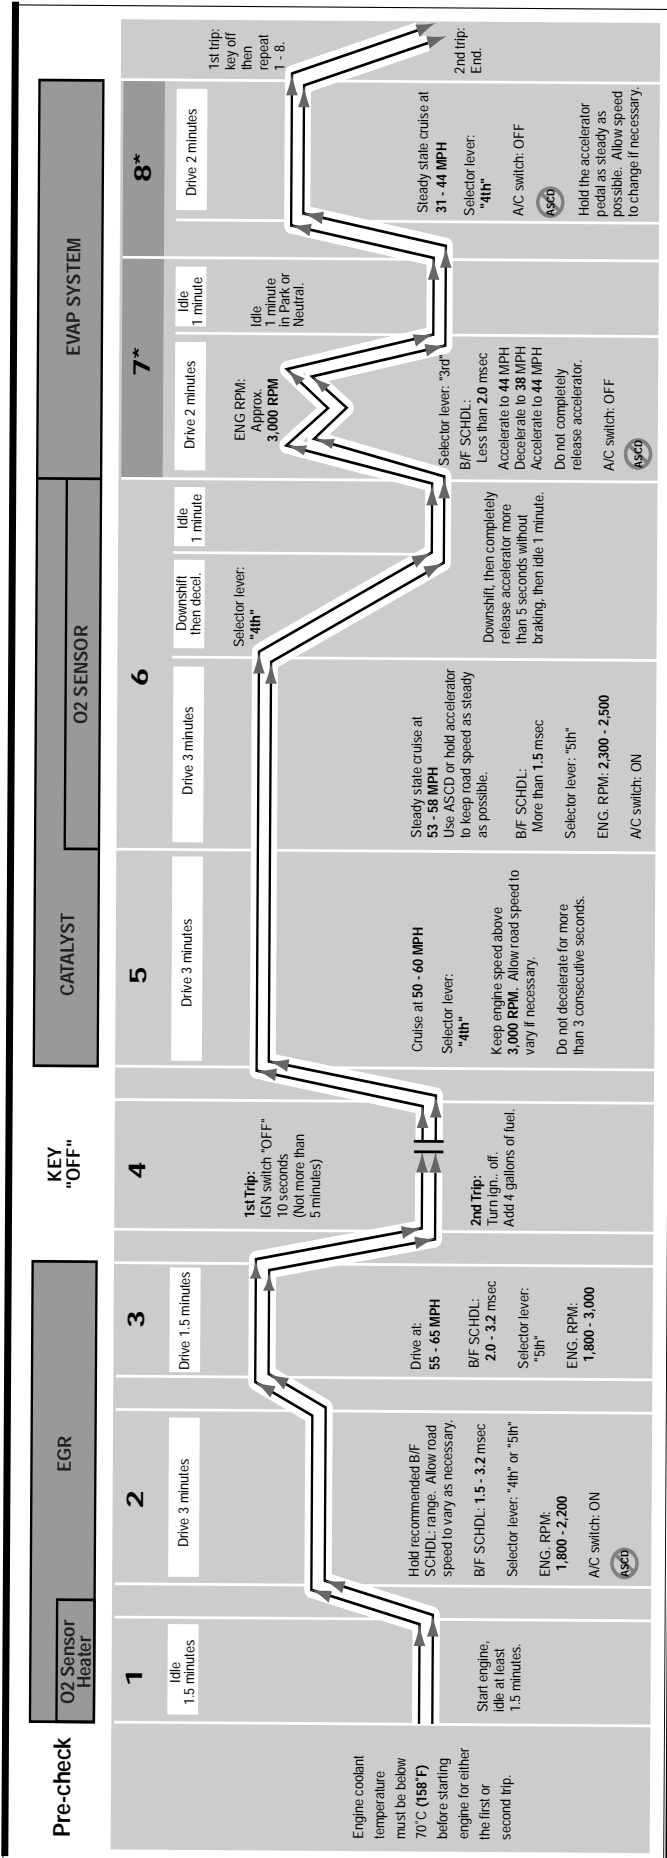 Pre-check
KEY
"OFF"
EGR
O2 Sensor
Heater
CATALYST
O2 SENSOR
EVAP SYSTEM
Engine coolant
temperature
must be below
70˚C (158˚F)
before starting
engine for either
the first or
second trip.
1
Idle
1.5 minutes
Start engine,
idle at least
1.5 minutes.
2
Drive 3 minutes
Hold recommended B/F
SCHDL: range. Allow road
speed to vary as necessary.
B/F SCHDL: 1.5 - 3.2 msec
Selector lever: "4th" or "5th"
ENG. RPM:
1,800 - 2,200
A/C switch: ON
ASCD
3
Drive 1.5 minutes
Drive at:
55 - 65 MPH
B/F SCHDL:
2.0 - 3.2 msec
Selector lever:
"5th"
ENG. RPM:
1,800 - 3,000
4
1st Trip:
IGN switch "OFF"
10 seconds
(Not more than
5 minutes)
2nd Trip:
Turn ign.. off.
Add 4 gallons of fuel.
5
Drive 3 minutes
Cruise at 50 - 60 MPH
Selector lever:
"4th"
Keep engine speed above
3,000 RPM. Allow road speed to
vary if necessary.
Do not decelerate for more
than 3 consecutive seconds.
6
Drive 3 minutes
Steady state cruise at
53 - 58 MPH
Use ASCD or hold accelerator
to keep road speed as steady
as possible.
B/F SCHDL:
More than 1.5 msec
Selector lever: "5th"
ENG. RPM: 2,300 - 2,500
A/C switch: ON
Downshift
then decel.
Selector lever:
"4th"
Idle
1 minute
Downshift, then completely
release accelerator more
than 5 seconds without
braking, then idle 1 minute.
7*
Drive 2 minutes
ENG RPM:
Approx.
3,000 RPM
Selector lever: "3rd"
B/F SCHDL:
Less than 2.0 msec
Accelerate to 44 MPH
Decelerate to 38 MPH
Accelerate to 44 MPH
Do not completely
release accelerator.
A/C switch: OFF
ASCD
Idle
1 minute
Idle
1 minute
in Park or
Neutral.
8*
Drive 2 minutes
Steady state cruise at
31 - 44 MPH
Selector lever:
"4th"
A/C switch: OFF
ASCD
Hold the accelerator
pedal as steady as
possible. Allow speed
to change if necessary.
1st trip:
key off
then
repeat
1 - 8.
2nd trip:
End.